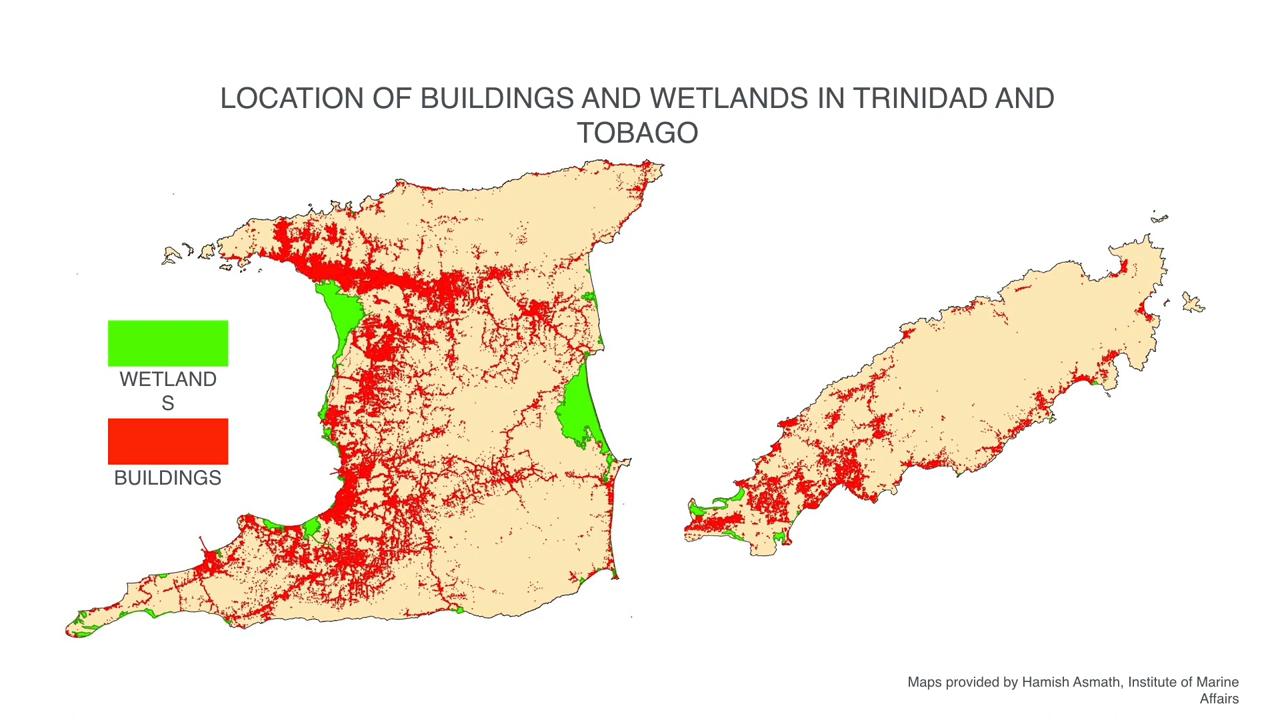 LOCATION OF BUILDINGS AND WETLANDS IN TRINIDAD AND
TOBAGO
WETLAND
S
BUILDINGS
Maps provided by Hamish Asmath, Institute of Marine
Affairs